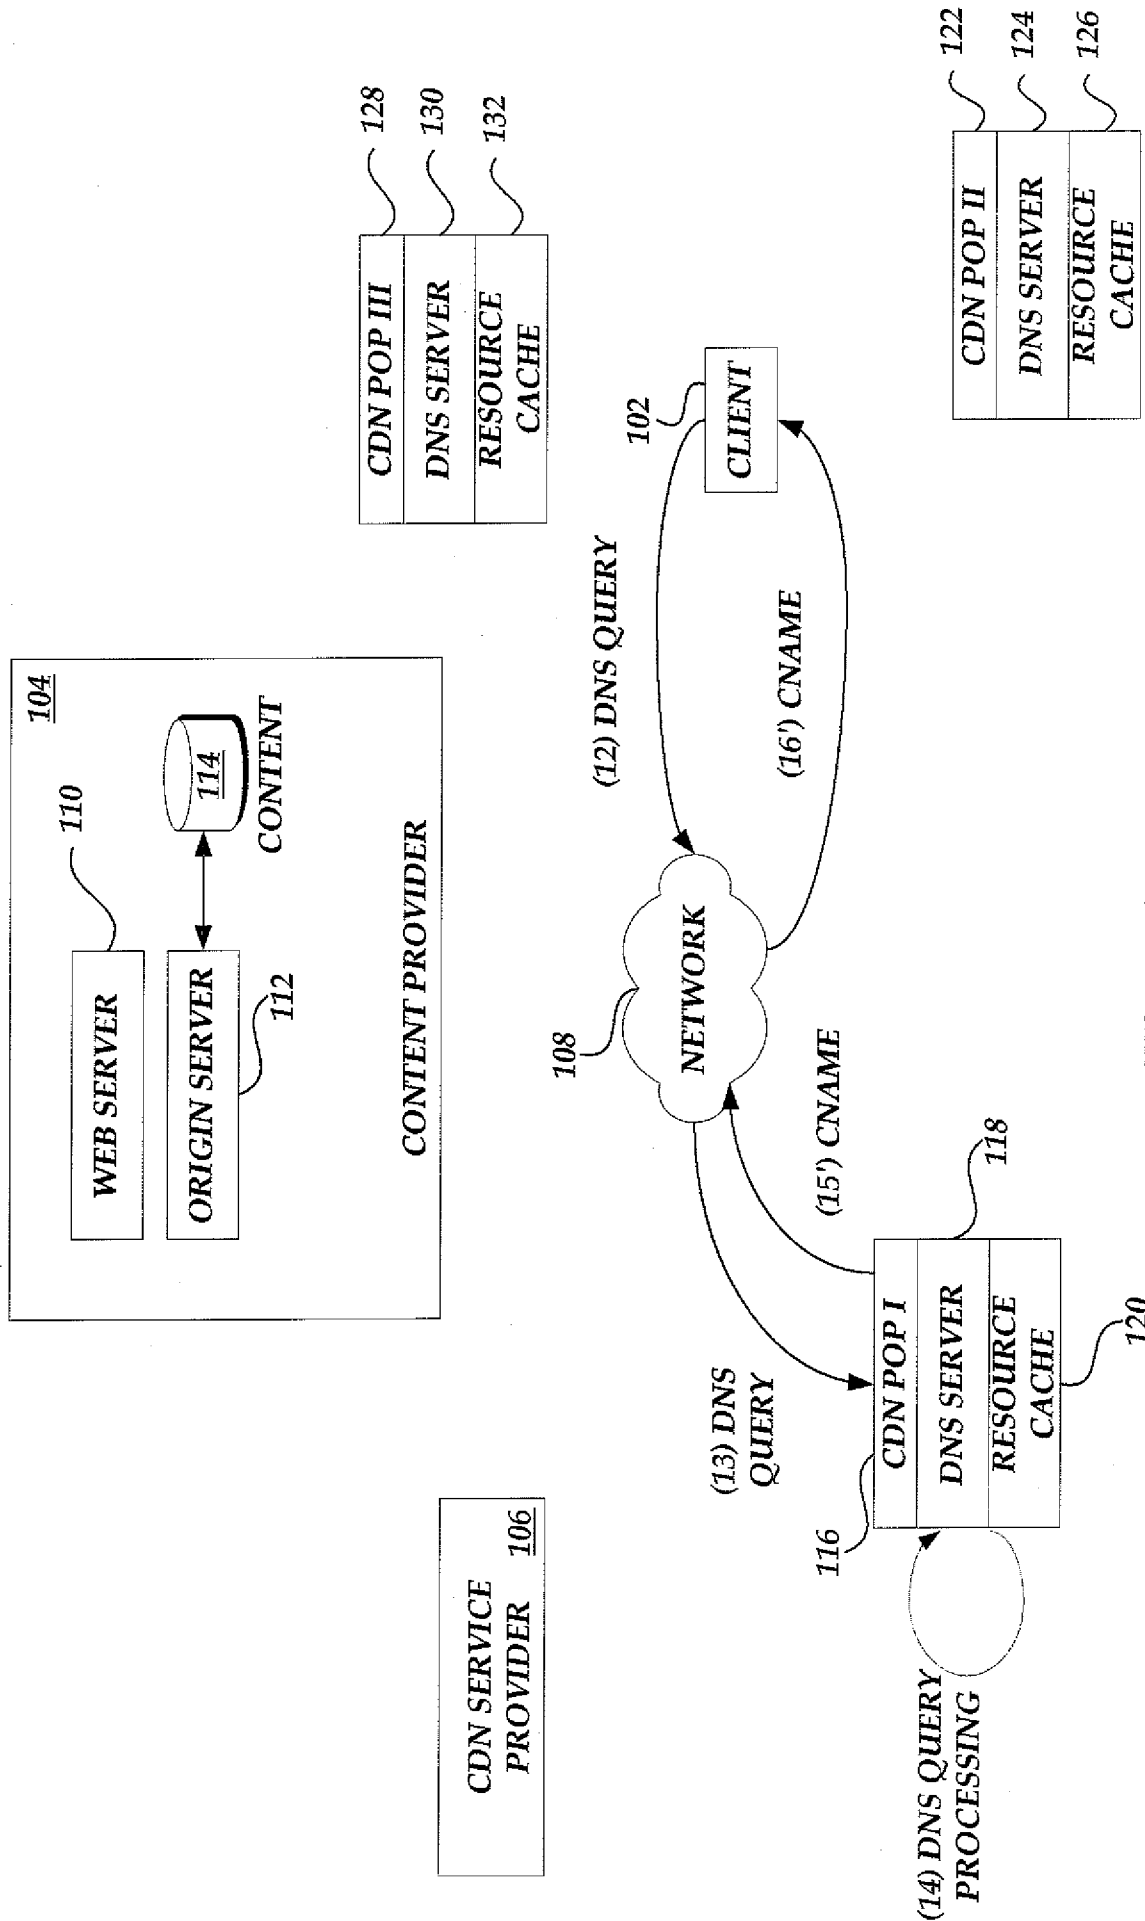 CDN SERVICE
PROVIDER
106
104
WEB SERVER
110
ORIGIN SERVER
112
114
CONTENT
CONTENT PROVIDER
128
130
132
CDN POP III
DNS SERVER
RESOURCE
CACHE
(12) DNS QUERY
102
CLIENT
108
NETWORK
(16') CNAME
(13) DNS
QUERY
(15') CNAME
116
CDN POP I
DNS SERVER
RESOURCE
CACHE
118
120
(14) DNS QUERY
PROCESSING
122
124
126
CDN POP II
DNS SERVER
RESOURCE
CACHE